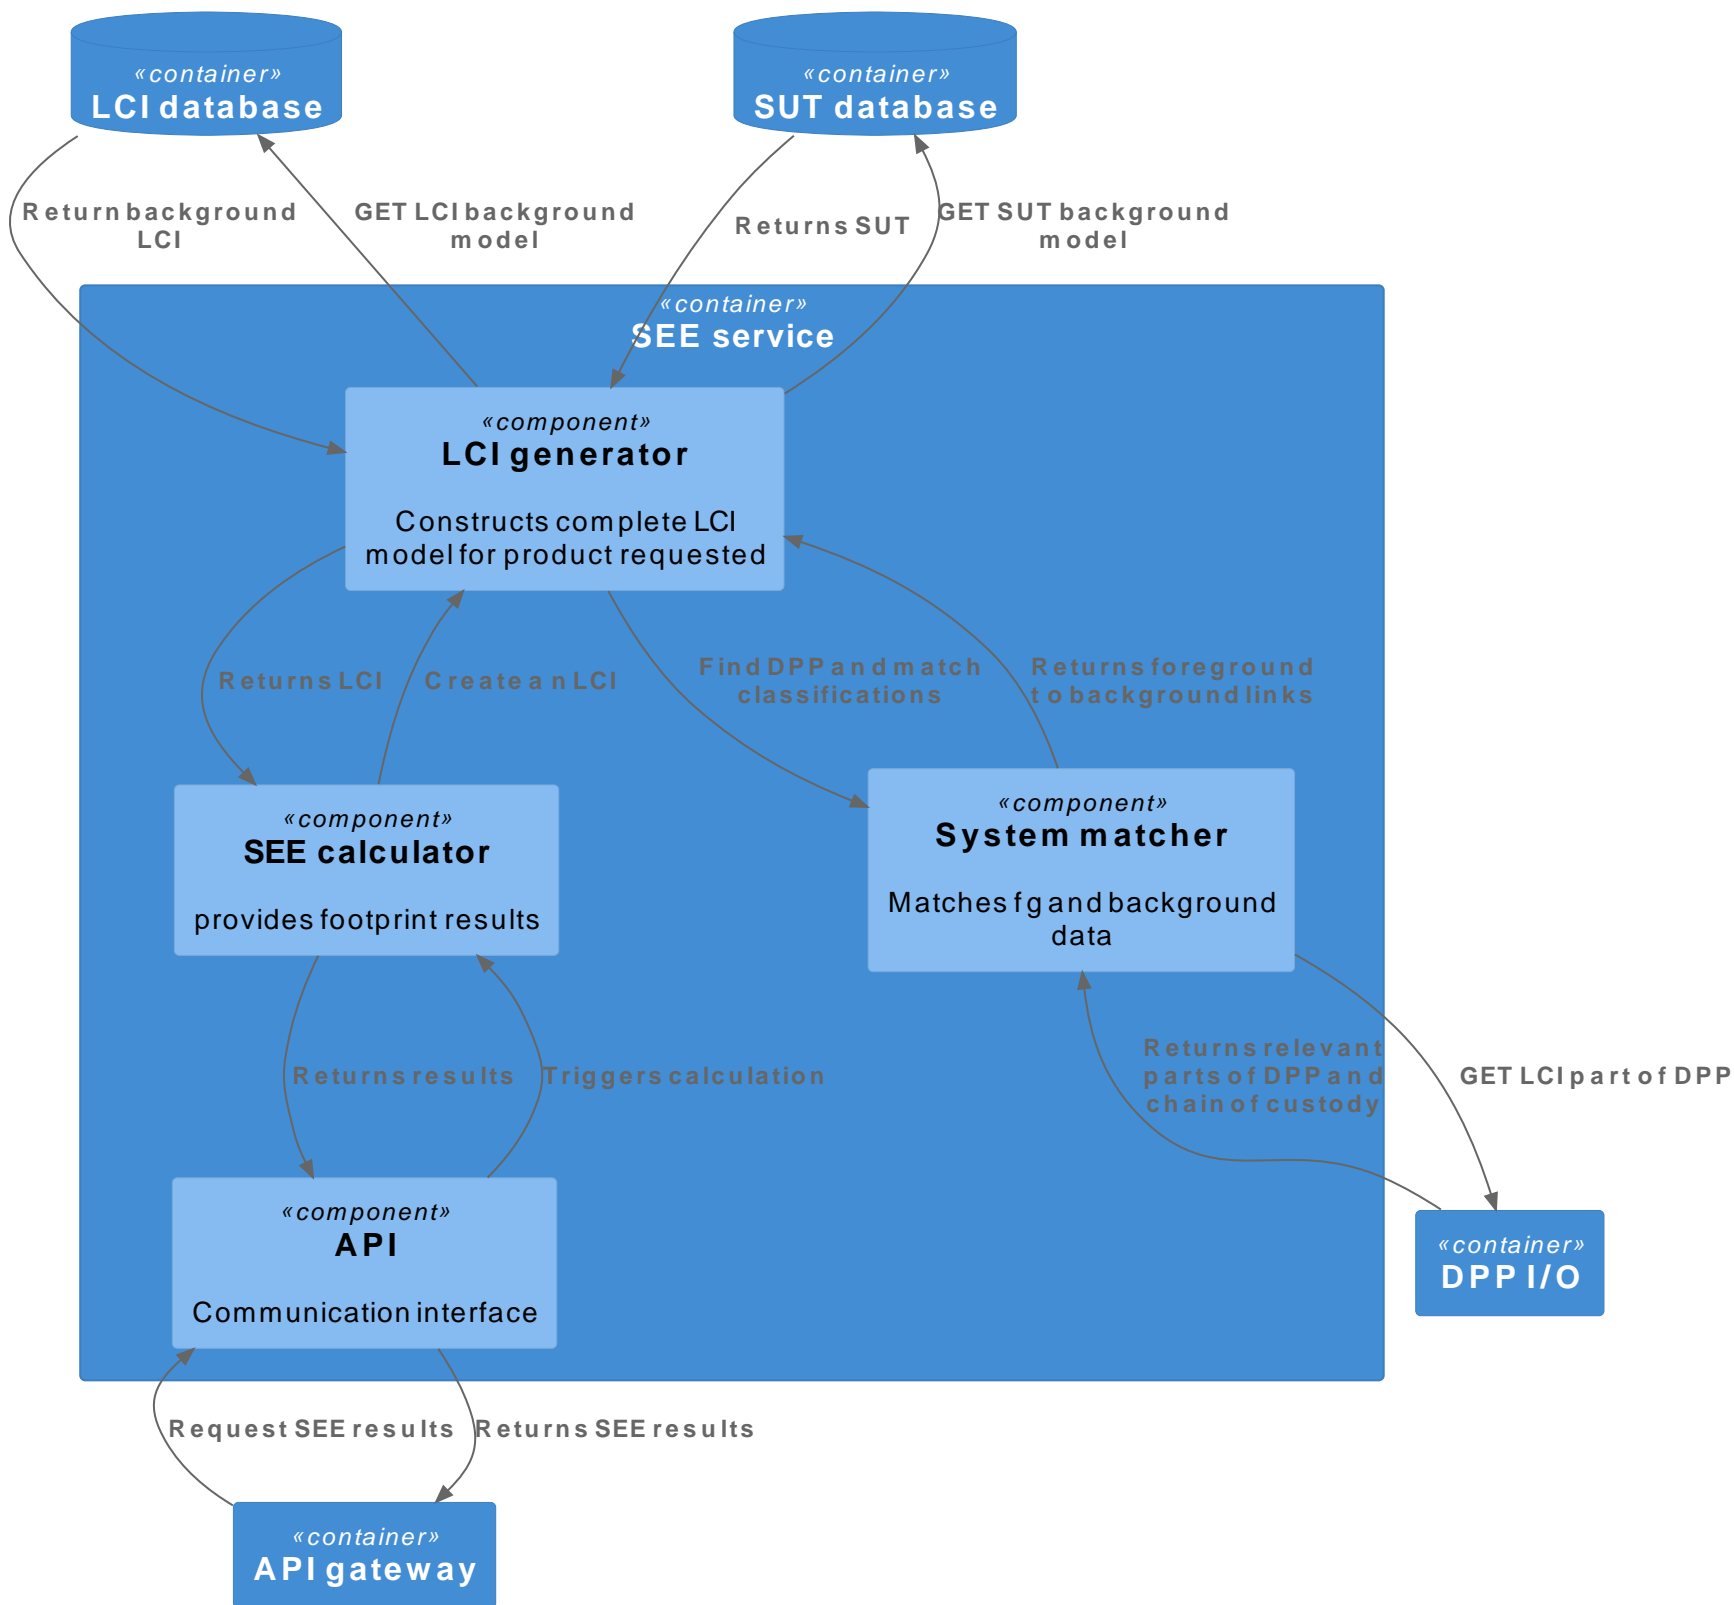 «container»
LCI database
«container»
SUT database
Return background
LCI
GET LCI background
model
Returns SUT
GET SUT background
model
«container»
SEE service
«component»
LCI generator
Constructs complete LCI
model for product requested
Returns LCI
Create an LCI
Find DPP and match
classifications
Returns foreground
to background links
«component»
SEE calculator
provides footprint results
«component»
System matcher
Matches fg and background
data
Returns results
Triggers calculation
Returns relevant
parts of DPP and
chain of custody
GET LCI part of DPP
«component»
API
Communication interface
«container»
DPP I/O
Request SEE results
Returns SEE results
«container»
API gateway